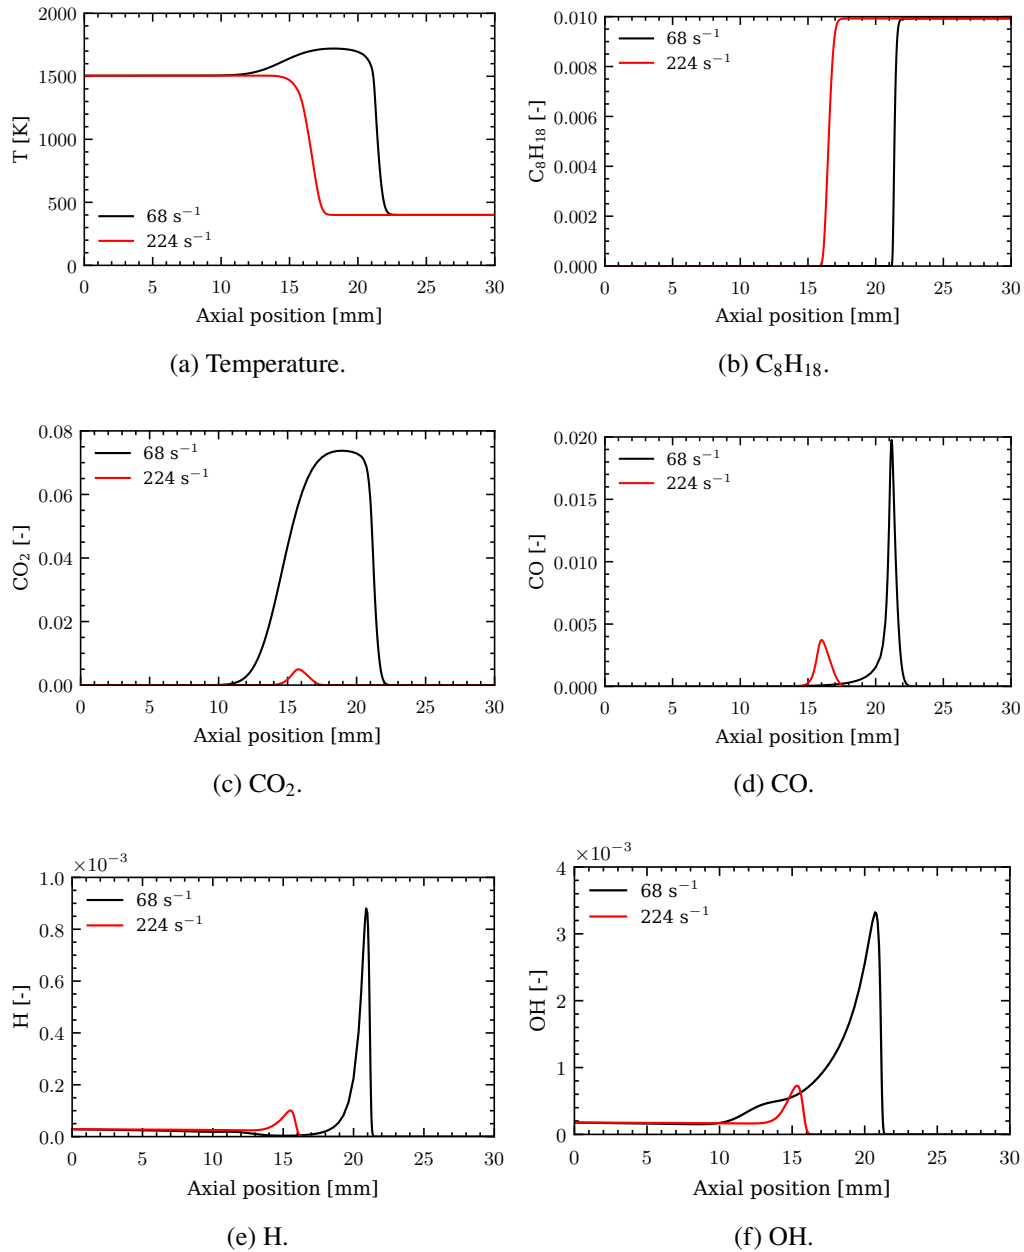 2000
1500
1000
500
0
T [K]
68 s⁻¹
224 s⁻¹
0 5 10 15 20 25 30
Axial position [mm]
(a) Temperature.
0.010
0.008
0.006
0.004
0.002
0.000
C₈H₁₈ [-]
68 s⁻¹
224 s⁻¹
0 5 10 15 20 25 30
Axial position [mm]
(b) C₈H₁₈.
0.08
0.06
0.04
0.02
0.00
CO₂ [-]
68 s⁻¹
224 s⁻¹
0 5 10 15 20 25 30
Axial position [mm]
(c) CO₂.
0.020
0.015
0.010
0.005
0.000
CO [-]
68 s⁻¹
224 s⁻¹
0 5 10 15 20 25 30
Axial position [mm]
(d) CO.
×10⁻³
1.0
0.8
0.6
0.4
0.2
0.0
H [-]
68 s⁻¹
224 s⁻¹
0 5 10 15 20 25 30
Axial position [mm]
(e) H.
×10⁻³
4
3
2
1
0
OH [-]
68 s⁻¹
224 s⁻¹
0 5 10 15 20 25 30
Axial position [mm]
(f) OH.